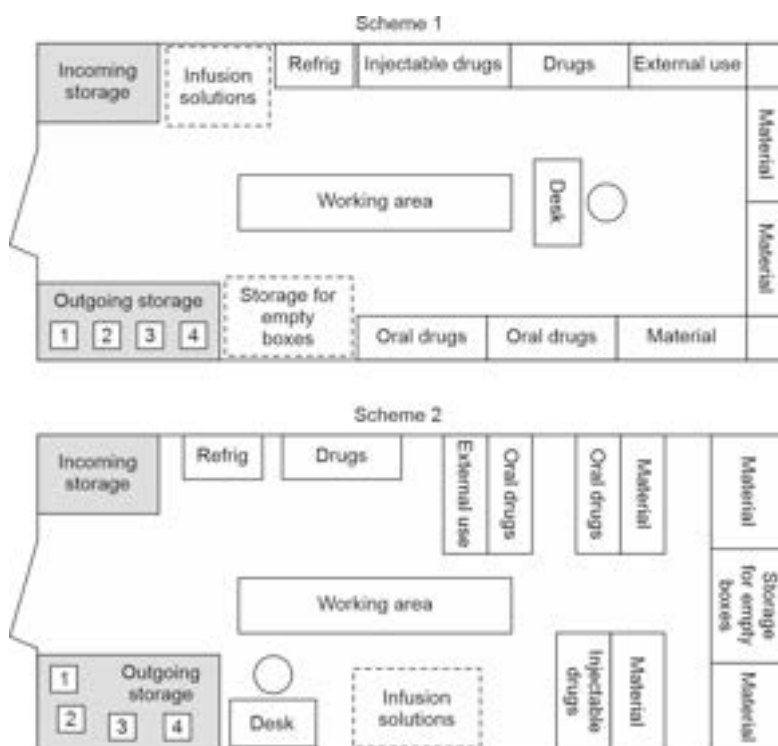 Scheme 1
Incoming
storage
Infusion
solutions
Refrig
Injectable drugs
Drugs
External use
Material
Material
Working area
Desk
Outgoing storage
1 2 3 4
Storage for
empty
boxes
Oral drugs
Oral drugs
Material
Scheme 2
Incoming
storage
Refrig
Drugs
External use
Oral drugs
Oral drugs
Material
Material
Storage
for empty
boxes
Material
Working area
1
Outgoing
storage
2 3 4
Desk
Infusion
solutions
Injectable
drugs
Material